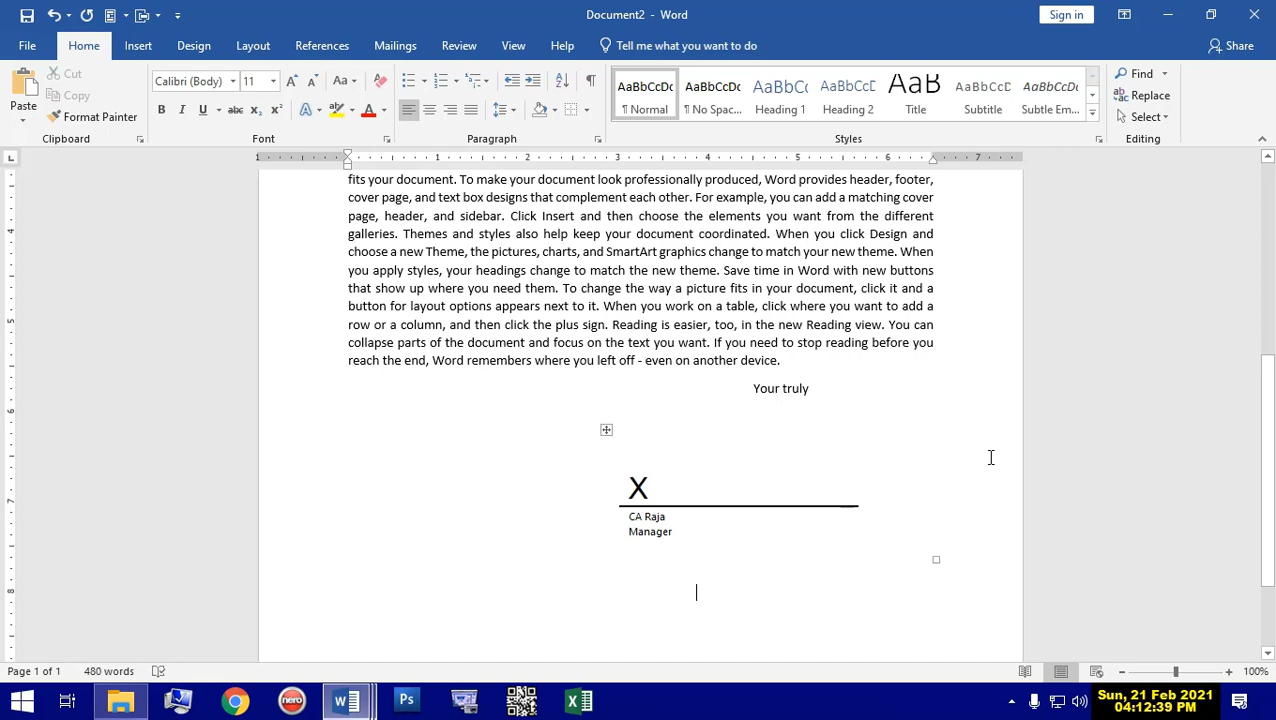 Document2 - Word
Sign in
File Home Insert Design Layout References Mailings Review View Help Tell me what you want to do Share
Paste
Cut
Copy
Format Painter
Clipboard
Calibri (Body) 11
Font
Paragraph
AaBbCcDc AaBbCcDc AaBbCc AaBbCcD AaB AaBbCcD AaBbCcD
¶ Normal ¶ No Spac... Heading 1 Heading 2 Title Subtitle Subtle Em...
Styles
Find
Replace
Select
Editing
1 1 2 3 4 5 6 7
fits your document. To make your document look professionally produced, Word provides header, footer,
cover page, and text box designs that complement each other. For example, you can add a matching cover
page, header, and sidebar. Click Insert and then choose the elements you want from the different
galleries. Themes and styles also help keep your document coordinated. When you click Design and
choose a new Theme, the pictures, charts, and SmartArt graphics change to match your new theme. When
you apply styles, your headings change to match the new theme. Save time in Word with new buttons
that show up where you need them. To change the way a picture fits in your document, click it and a
button for layout options appears next to it. When you work on a table, click where you want to add a
row or a column, and then click the plus sign. Reading is easier, too, in the new Reading view. You can
collapse parts of the document and focus on the text you want. If you need to stop reading before you
reach the end, Word remembers where you left off - even on another device.
Your truly
X
CA Raja
Manager
4
5
6
7
8
Page 1 of 1 480 words 100%
Sun, 21 Feb 2021
04:12:39 PM